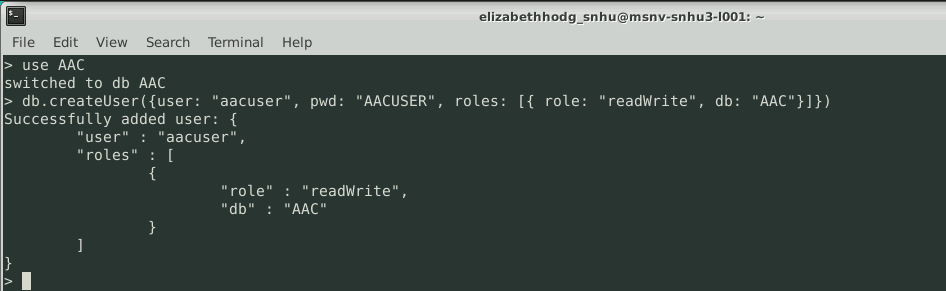 elizabethhodg_snhu@msnv-snhu3-l001: ~
File Edit View Search Terminal Help
> use AAC
switched to db AAC
> db.createUser({user: "aacuser", pwd: "AACUSER", roles: [{ role: "readWrite", db: "AAC"}]})
Successfully added user: {
        "user" : "aacuser",
        "roles" : [
                {
                        "role" : "readWrite",
                        "db" : "AAC"
                }
        ]
}
>